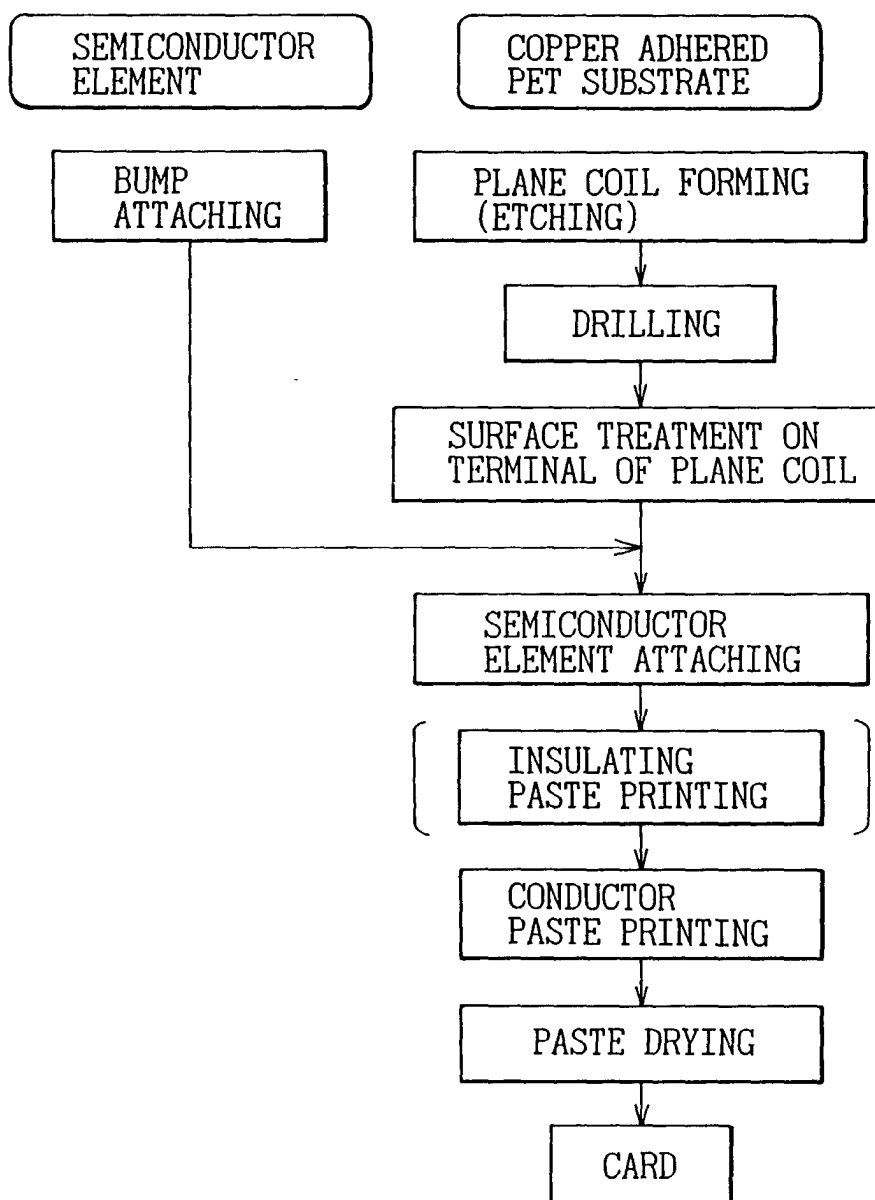 SEMICONDUCTOR
ELEMENT
COPPER ADHERED
PET SUBSTRATE
BUMP
ATTACHING
PLANE COIL FORMING
(ETCHING)
DRILLING
SURFACE TREATMENT ON
TERMINAL OF PLANE COIL
SEMICONDUCTOR
ELEMENT ATTACHING
INSULATING
PASTE PRINTING
CONDUCTOR
PASTE PRINTING
PASTE DRYING
CARD